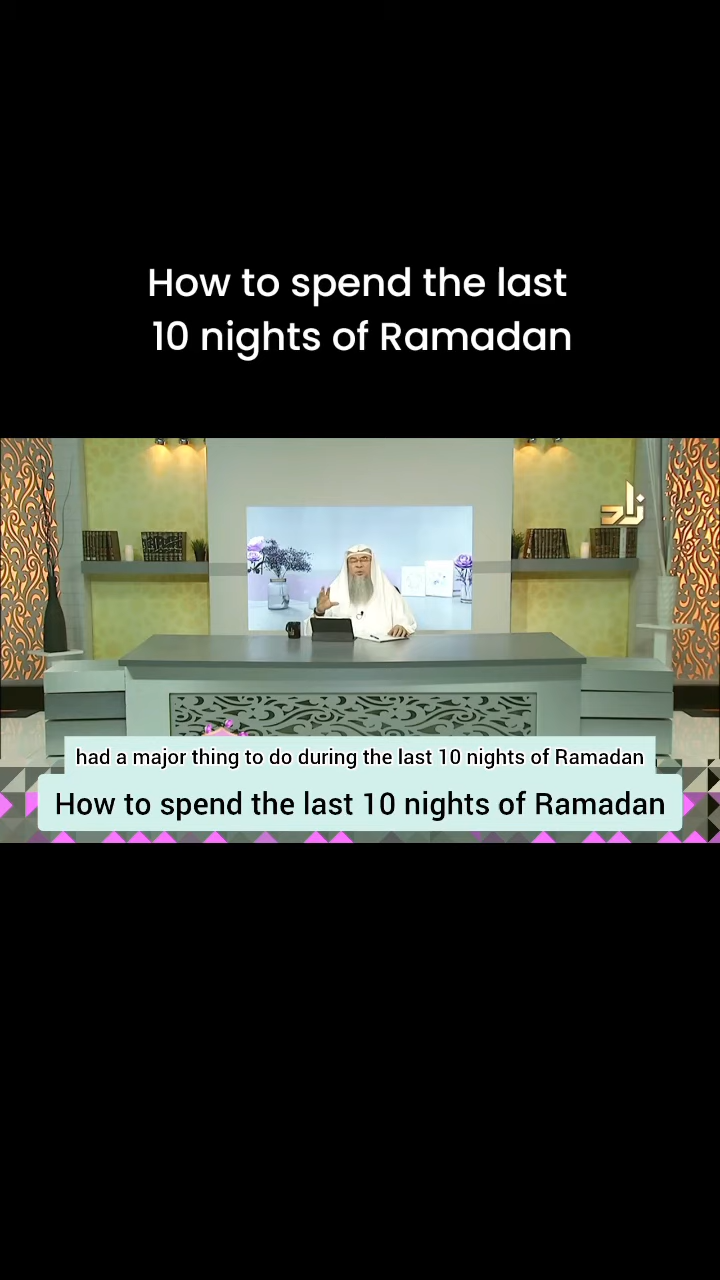 How to spend the last
10 nights of Ramadan
زاد
had a major thing to do during the last 10 nights of Ramadan
How to spend the last 10 nights of Ramadan